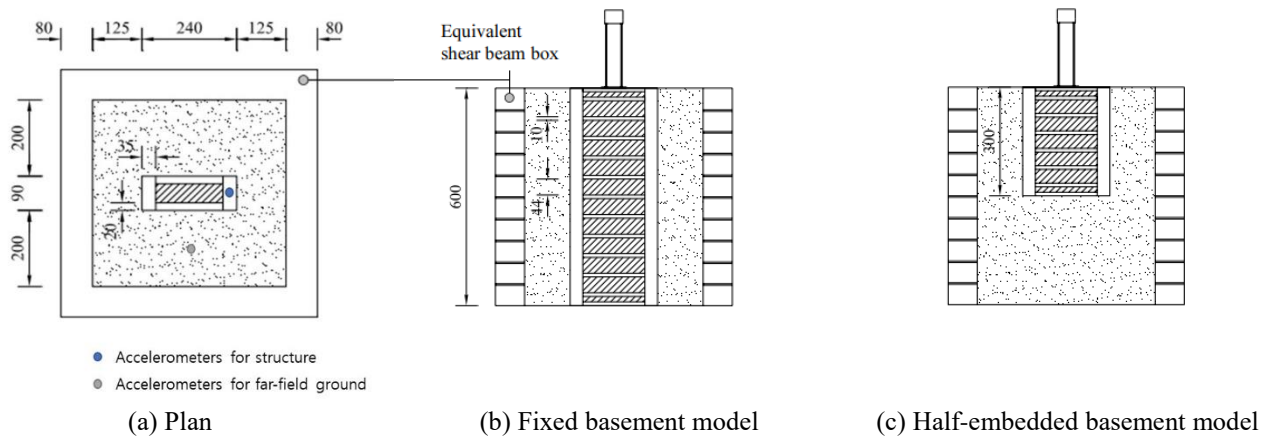 80
125
240
125
80
200
90
200
35
20
Equivalent
shear beam box
600
10
44
300
Accelerometers for structure
Accelerometers for far-field ground
(a) Plan
(b) Fixed basement model
(c) Half-embedded basement model